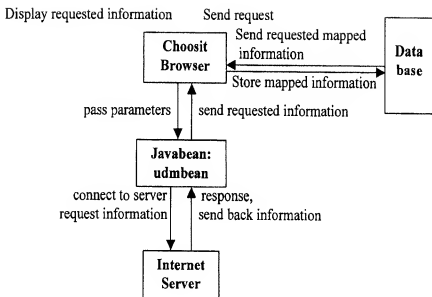 Display requested information Send request
Send requested mapped
information
Choosit
Browser
Data
base
Store mapped information
pass parameters send requested information
Javabean:
udmbean
connect to server response,
request information send back information
Internet
Server